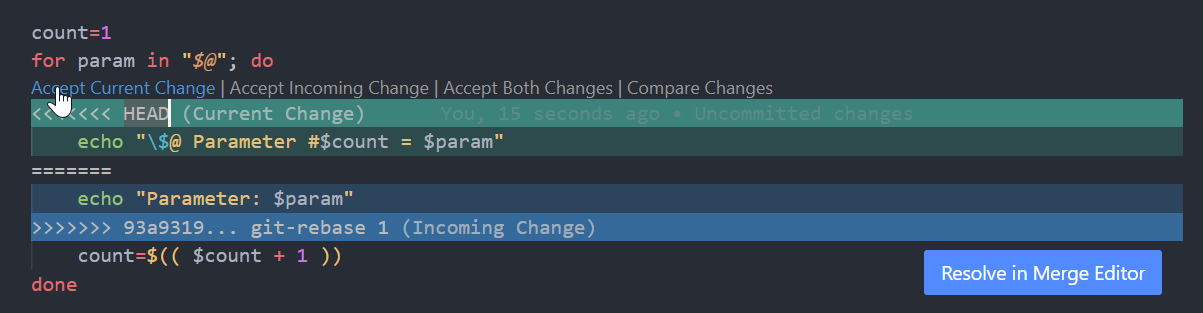 count=1
for param in "$@"; do
Accept Current Change | Accept Incoming Change | Accept Both Changes | Compare Changes
<<<<<<< HEAD (Current Change) You, 15 seconds ago • Uncommitted changes
    echo "\$@ Parameter #$count = $param"
=======
    echo "Parameter: $param"
>>>>>>> 93a9319... git-rebase 1 (Incoming Change)
    count=$(( $count + 1 ))
done
Resolve in Merge Editor